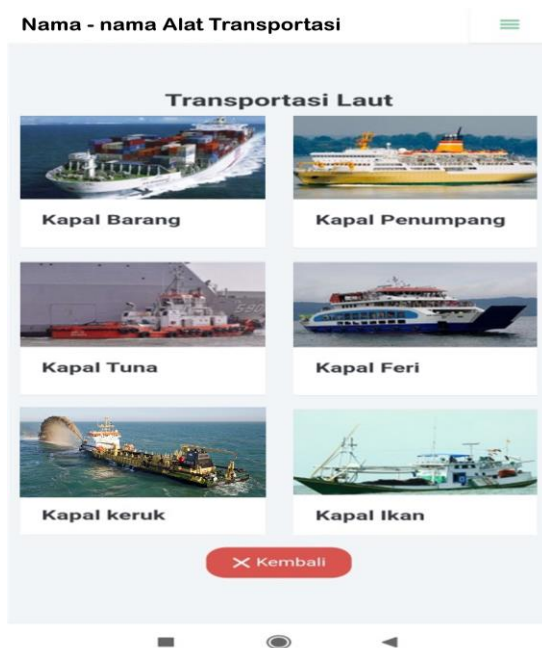 Nama - nama Alat Transportasi
Transportasi Laut
Kapal Barang
Kapal Penumpang
Kapal Tuna
Kapal Feri
Kapal keruk
Kapal Ikan
Kembali